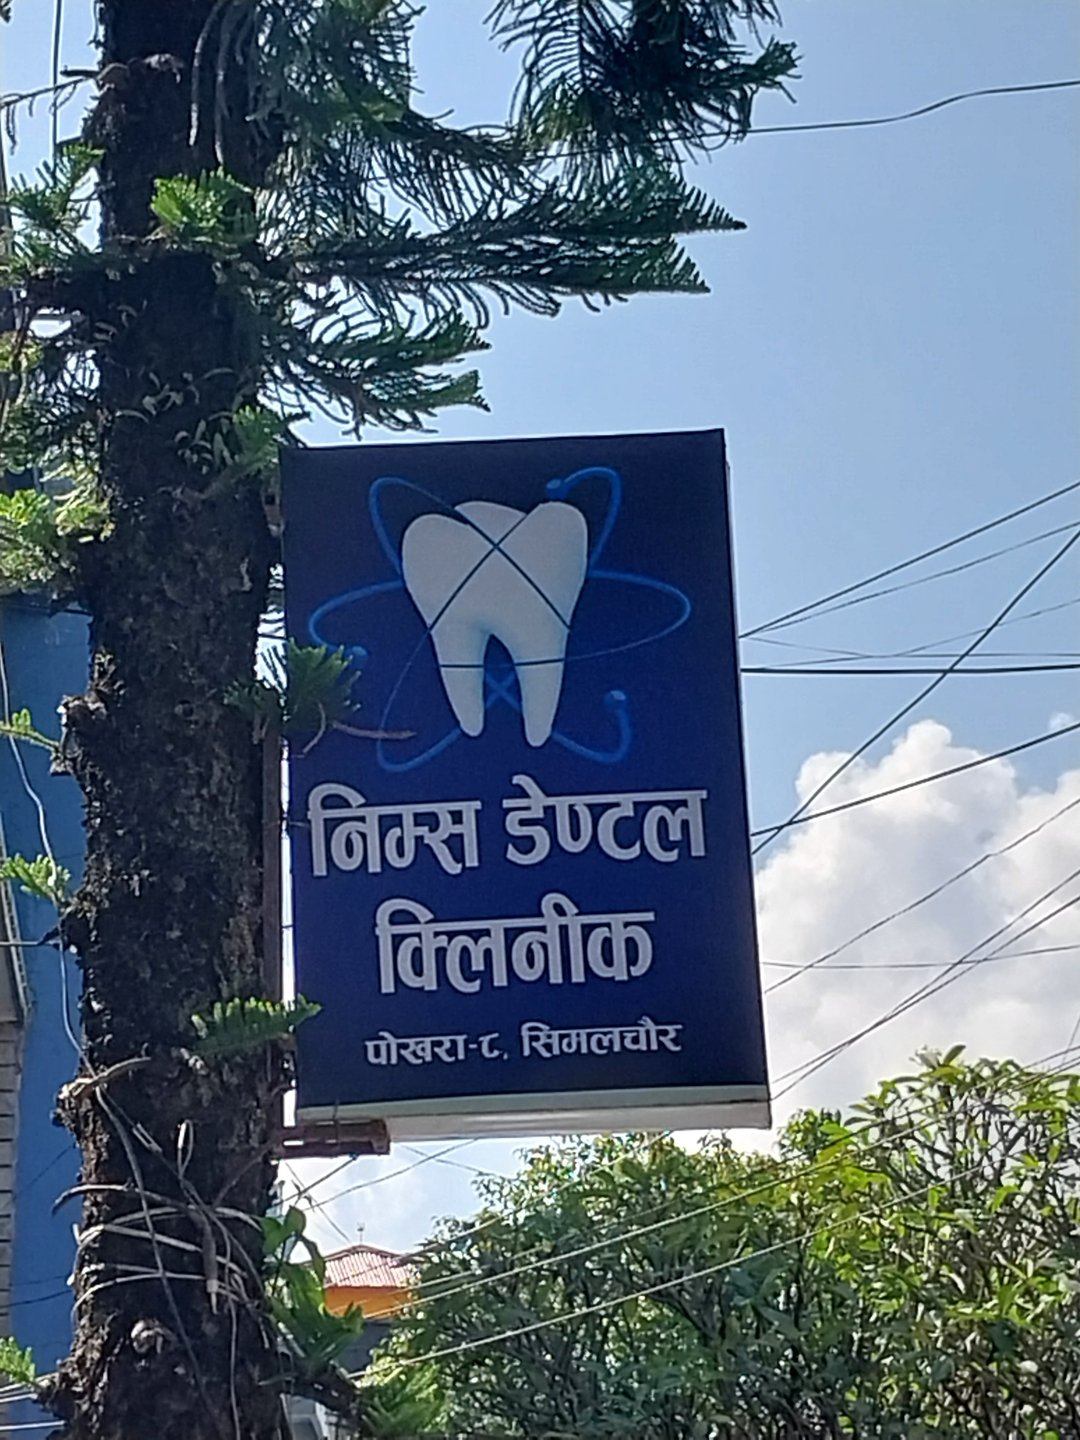 निम्स डेण्टल
क्लिनीक
पोखरा-८, सिमलचौर